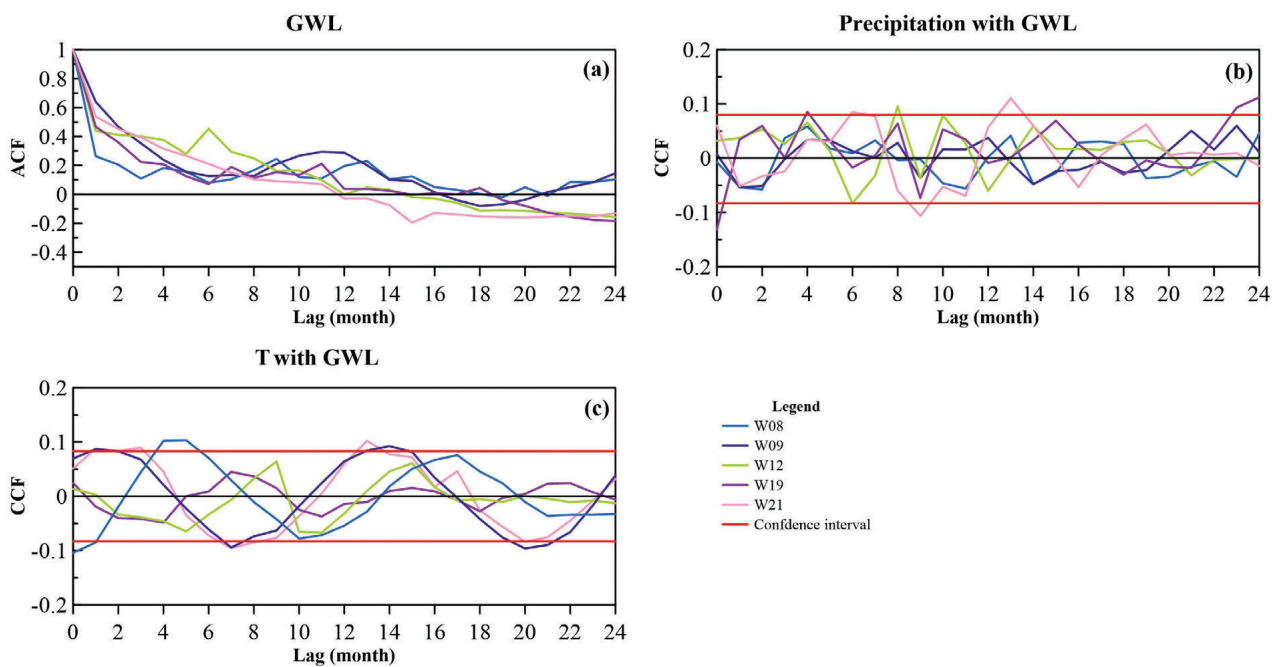 GWL
(a)
ACF
1
0.8
0.6
0.4
0.2
0
-0.2
-0.4
0 2 4 6 8 10 12 14 16 18 20 22 24
Lag (month)
Precipitation with GWL
(b)
CCF
0.2
0.1
0
-0.1
-0.2
0 2 4 6 8 10 12 14 16 18 20 22 24
Lag (month)
T with GWL
(c)
CCF
0.2
0.1
0
-0.1
-0.2
0 2 4 6 8 10 12 14 16 18 20 22 24
Lag (month)
Legend
W08
W09
W12
W19
W21
Confdence interval